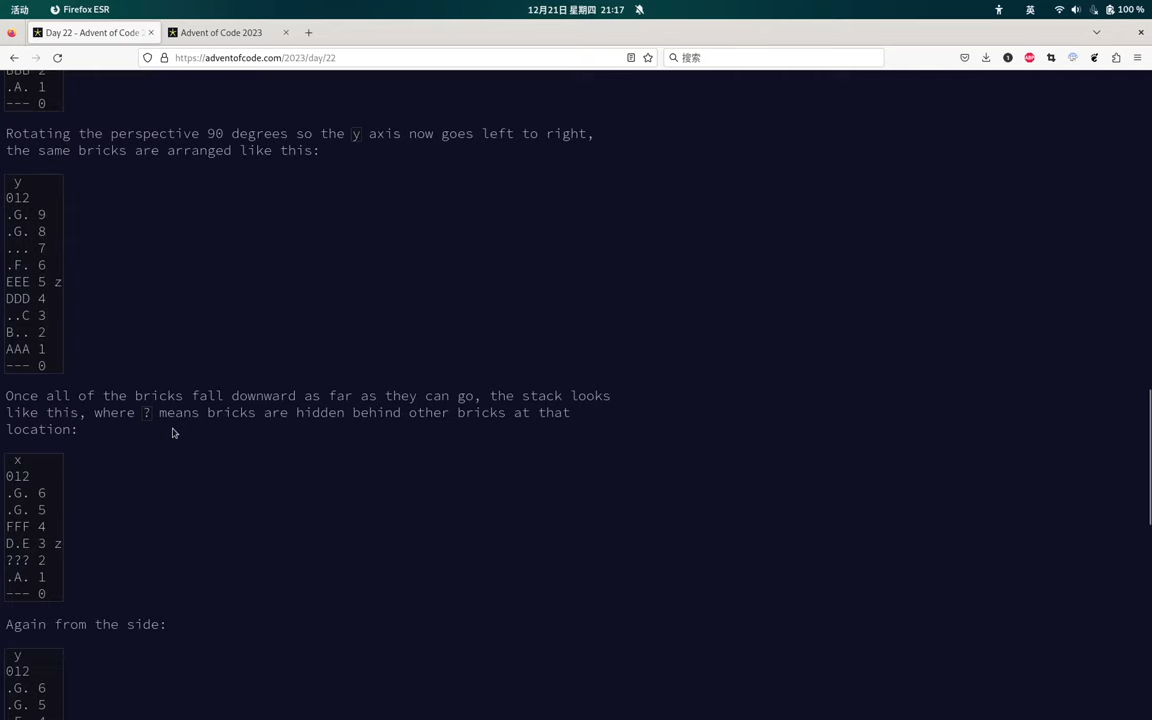 活动 Firefox ESR 12月21日 星期四 21:17 英 100 %
Day 22 - Advent of Code 2 Advent of Code 2023
https://adventofcode.com/2023/day/22 搜索
DDD 2
.A. 1
--- 0
Rotating the perspective 90 degrees so the y axis now goes left to right,
the same bricks are arranged like this:
y
012
.G. 9
.G. 8
... 7
.F. 6
EEE 5 z
DDD 4
..C 3
B.. 2
AAA 1
--- 0
Once all of the bricks fall downward as far as they can go, the stack looks
like this, where ? means bricks are hidden behind other bricks at that
location:
x
012
.G. 6
.G. 5
FFF 4
D.E 3 z
??? 2
.A. 1
--- 0
Again from the side:
y
012
.G. 6
.G. 5
.F. 4